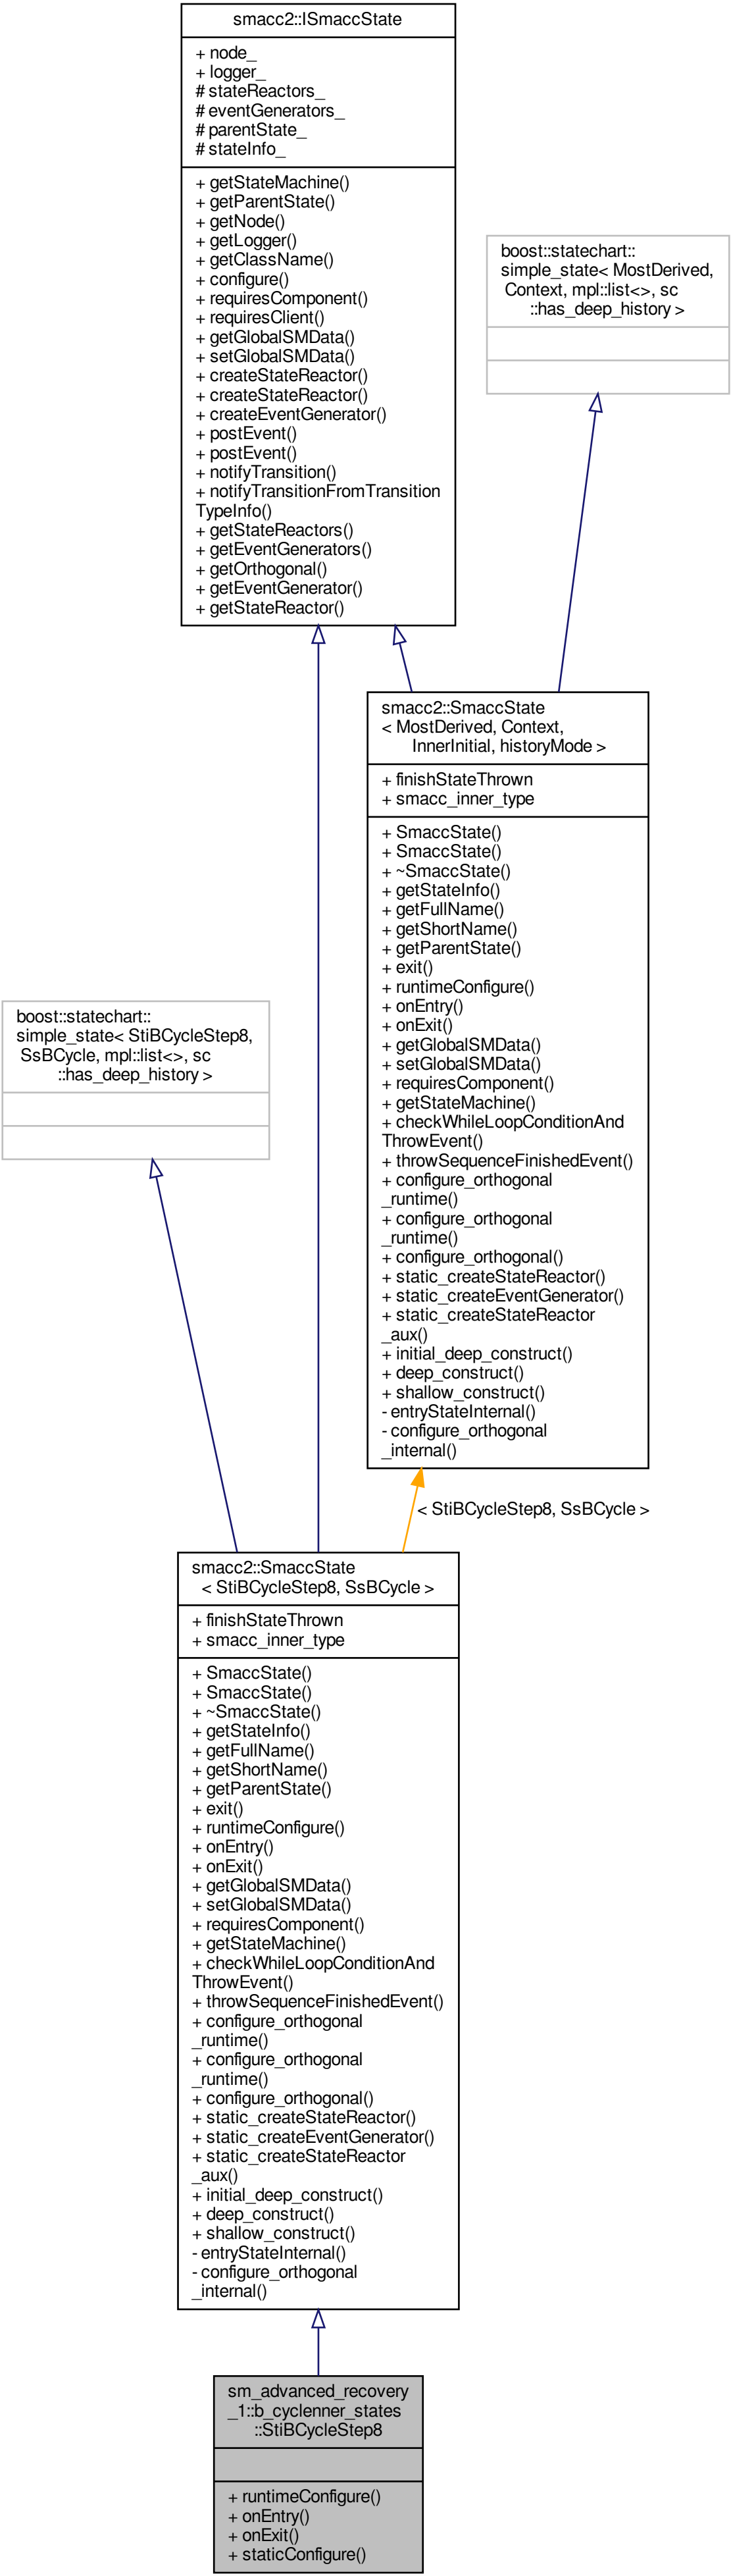 smacc2::ISmaccState
+ node_
+ logger_
# stateReactors_
# eventGenerators_
# parentState_
# stateInfo_
+ getStateMachine()
+ getParentState()
+ getNode()
+ getLogger()
+ getClassName()
+ configure()
+ requiresComponent()
+ requiresClient()
+ getGlobalSMData()
+ setGlobalSMData()
+ createStateReactor()
+ createStateReactor()
+ createEventGenerator()
+ postEvent()
+ postEvent()
+ notifyTransition()
+ notifyTransitionFromTransition
TypeInfo()
+ getStateReactors()
+ getEventGenerators()
+ getOrthogonal()
+ getEventGenerator()
+ getStateReactor()
boost::statechart::
simple_state< MostDerived,
Context, mpl::list<>, sc
::has_deep_history >
smacc2::SmaccState
< MostDerived, Context,
InnerInitial, historyMode >
+ finishStateThrown
+ smacc_inner_type
+ SmaccState()
+ SmaccState()
+ ~SmaccState()
+ getStateInfo()
+ getFullName()
+ getShortName()
+ getParentState()
+ exit()
+ runtimeConfigure()
+ onEntry()
+ onExit()
+ getGlobalSMData()
+ setGlobalSMData()
+ requiresComponent()
+ getStateMachine()
+ checkWhileLoopConditionAnd
ThrowEvent()
+ throwSequenceFinishedEvent()
+ configure_orthogonal
_runtime()
+ configure_orthogonal
_runtime()
+ configure_orthogonal()
+ static_createStateReactor()
+ static_createEventGenerator()
+ static_createStateReactor
_aux()
+ initial_deep_construct()
+ deep_construct()
+ shallow_construct()
- entryStateInternal()
- configure_orthogonal
_internal()
boost::statechart::
simple_state< StiBCycleStep8,
SsBCycle, mpl::list<>, sc
::has_deep_history >
< StiBCycleStep8, SsBCycle >
smacc2::SmaccState
< StiBCycleStep8, SsBCycle >
+ finishStateThrown
+ smacc_inner_type
+ SmaccState()
+ SmaccState()
+ ~SmaccState()
+ getStateInfo()
+ getFullName()
+ getShortName()
+ getParentState()
+ exit()
+ runtimeConfigure()
+ onEntry()
+ onExit()
+ getGlobalSMData()
+ setGlobalSMData()
+ requiresComponent()
+ getStateMachine()
+ checkWhileLoopConditionAnd
ThrowEvent()
+ throwSequenceFinishedEvent()
+ configure_orthogonal
_runtime()
+ configure_orthogonal
_runtime()
+ configure_orthogonal()
+ static_createStateReactor()
+ static_createEventGenerator()
+ static_createStateReactor
_aux()
+ initial_deep_construct()
+ deep_construct()
+ shallow_construct()
- entryStateInternal()
- configure_orthogonal
_internal()
sm_advanced_recovery
_1::b_cyclenner_states
::StiBCycleStep8
+ runtimeConfigure()
+ onEntry()
+ onExit()
+ staticConfigure()